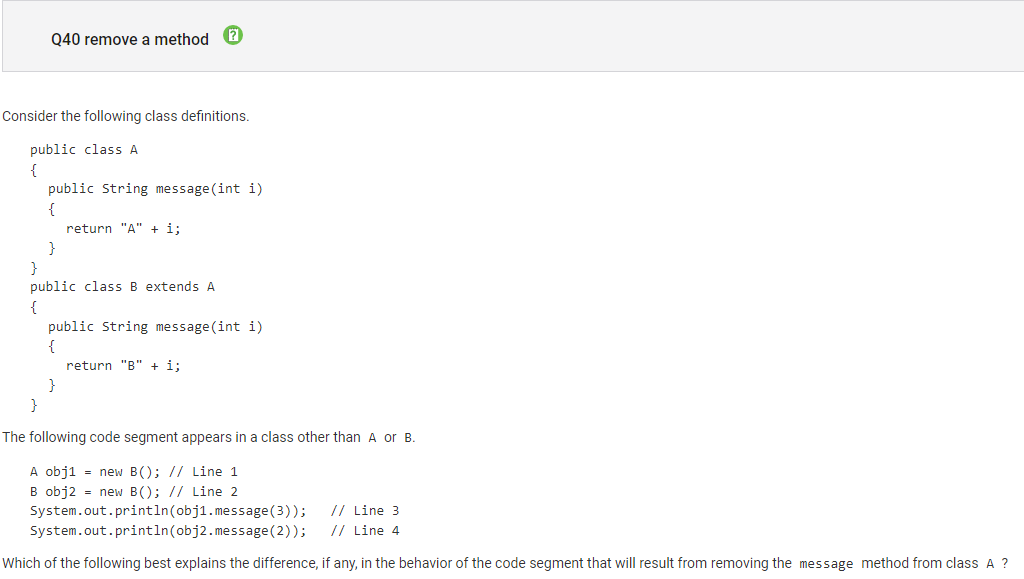 Q40 remove a method
Consider the following class definitions.
public class A
{
public String message(int i)
{
return "A" + i;
}
}
public class B extends A
{
public String message(int i)
{
return "B" + i;
}
}
The following code segment appears in a class other than A or B.
A obj1 = new B(); // Line 1
B obj2 = new B(); // Line 2
System.out.println(obj1.message(3)); // Line 3
System.out.println(obj2.message(2)); // Line 4
Which of the following best explains the difference, if any, in the behavior of the code segment that will result from removing the message method from class A ?